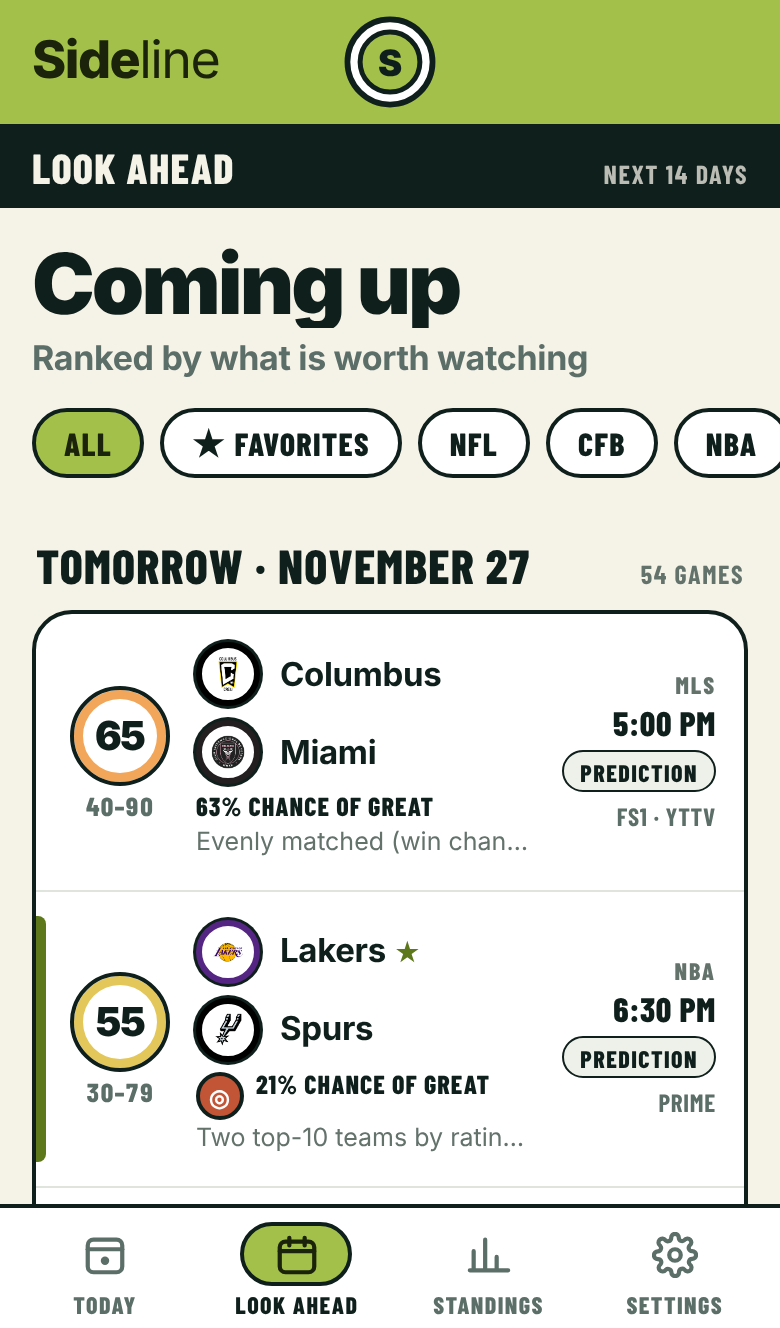 Sideline
S
LOOK AHEAD
NEXT 14 DAYS
Coming up
Ranked by what is worth watching
ALL
★ FAVORITES
NFL
CFB
NBA
TOMORROW · NOVEMBER 27
54 GAMES
65
40–90
Columbus
Miami
63% CHANCE OF GREAT
Evenly matched (win chan...
MLS
5:00 PM
PREDICTION
FS1 · YTTV
55
30–79
LAKERS
Lakers ★
Spurs
21% CHANCE OF GREAT
Two top-10 teams by ratin...
NBA
6:30 PM
PREDICTION
PRIME
TODAY
LOOK AHEAD
STANDINGS
SETTINGS